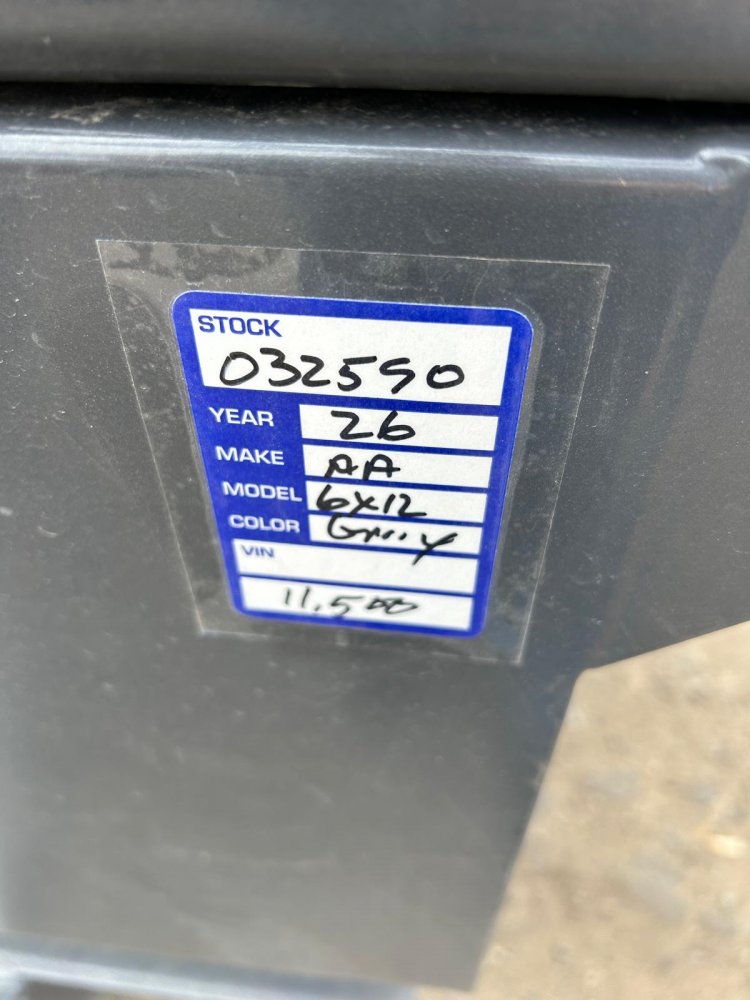 STOCK
032590
YEAR 26
MAKE AA
MODEL 6X12
COLOR Gray
VIN
11,500